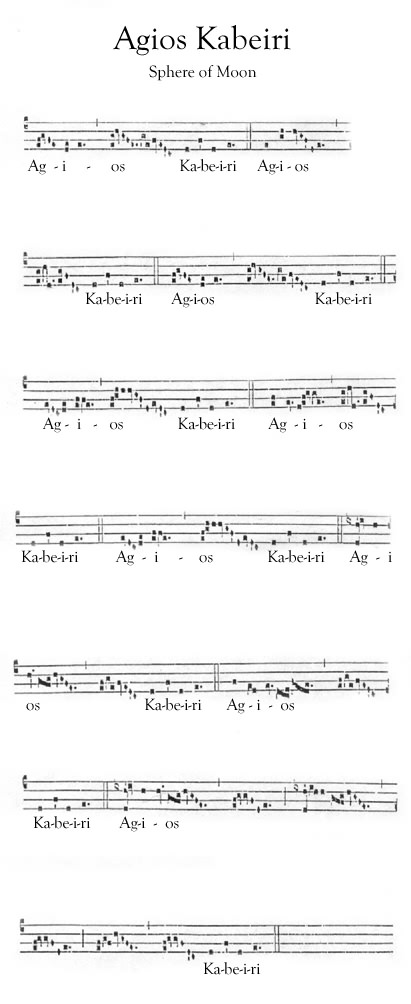 Agios Kabeiri
Sphere of Moon
Ag - i - os Ka-be-i-ri Ag-i-os
Ka-be-i-ri Ag-i-os Ka-be-i-ri
Ag - i - os Ka-be-i-ri Ag - i - os
Ka-be-i-ri Ag - i - os Ka-be-i-ri Ag - i
os Ka-be-i-ri Ag - i - os
Ka-be-i-ri Ag-i - os
Ka-be-i-ri